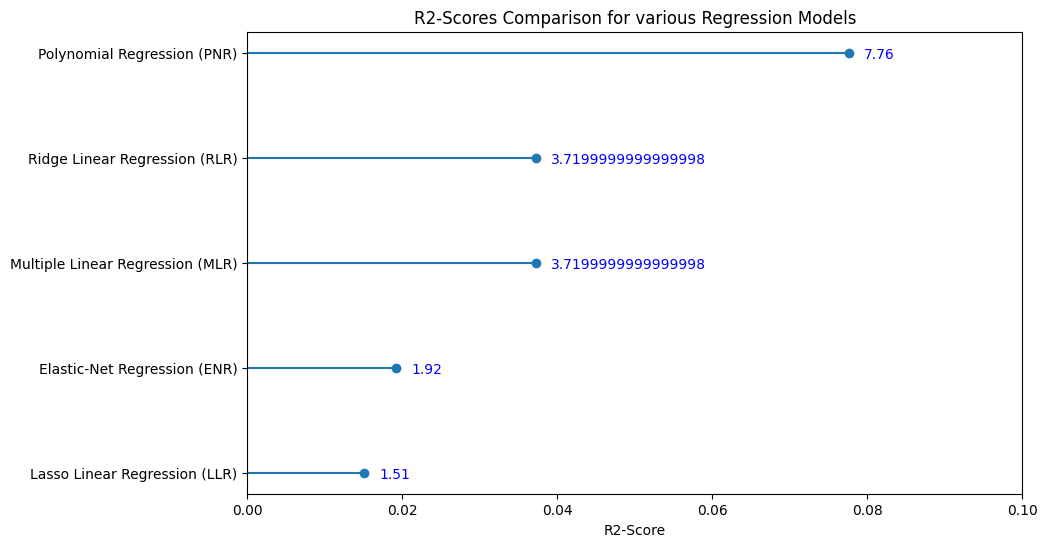 R2-Scores Comparison for various Regression Models
Polynomial Regression (PNR)
7.76
Ridge Linear Regression (RLR)
3.7199999999999998
Multiple Linear Regression (MLR)
3.7199999999999998
Elastic-Net Regression (ENR)
1.92
Lasso Linear Regression (LLR)
1.51
0.00 0.02 0.04 0.06 0.08 0.10
R2-Score